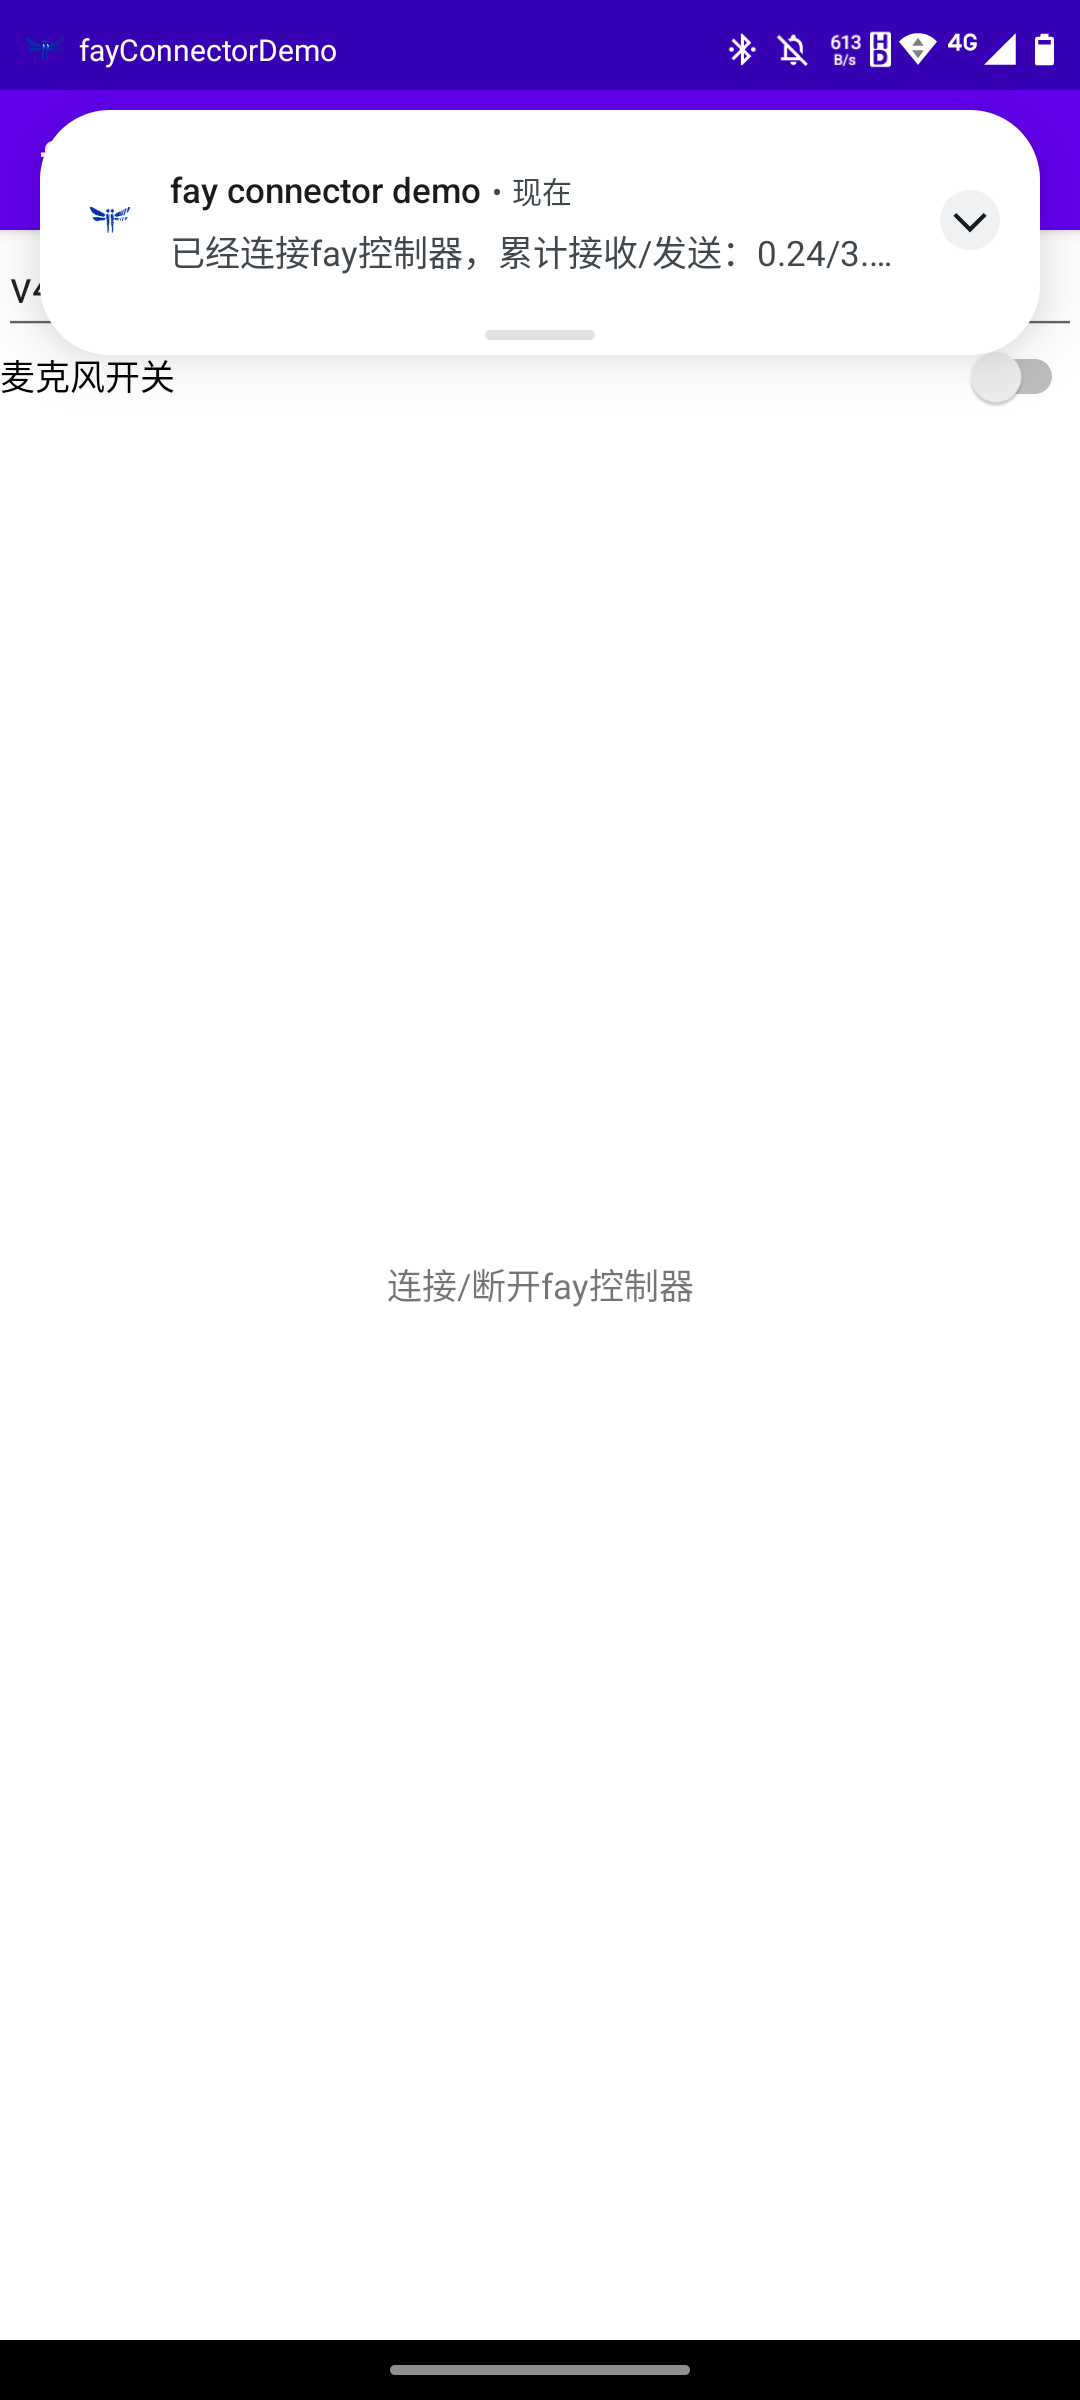 fayConnectorDemo
613 B/s HD 4G
fay connector demo • 现在
已经连接fay控制器，累计接收/发送：0.24/3....
麦克风开关
连接/断开fay控制器